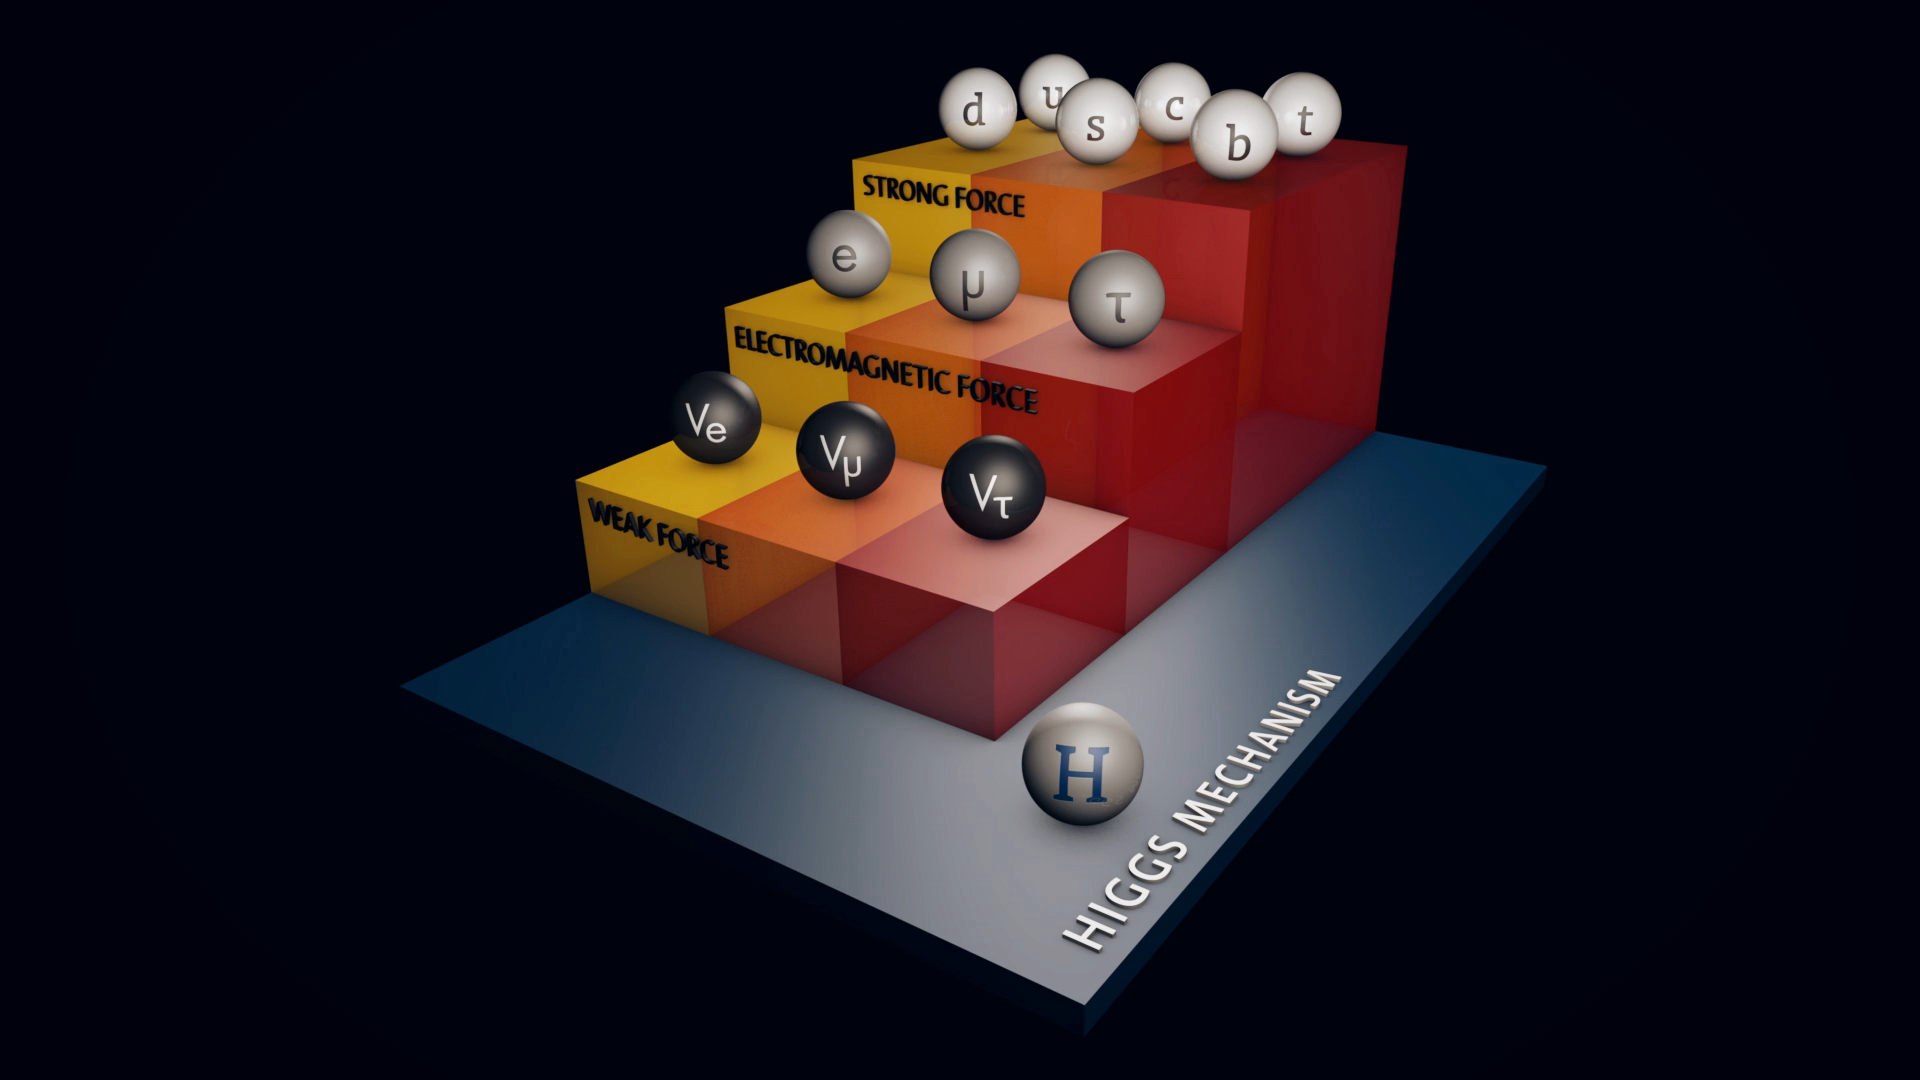 d
u
s
c
b
t
STRONG FORCE
e
μ
τ
ELECTROMAGNETIC FORCE
Ve
Vμ
Vτ
WEAK FORCE
H
HIGGS MECHANISM